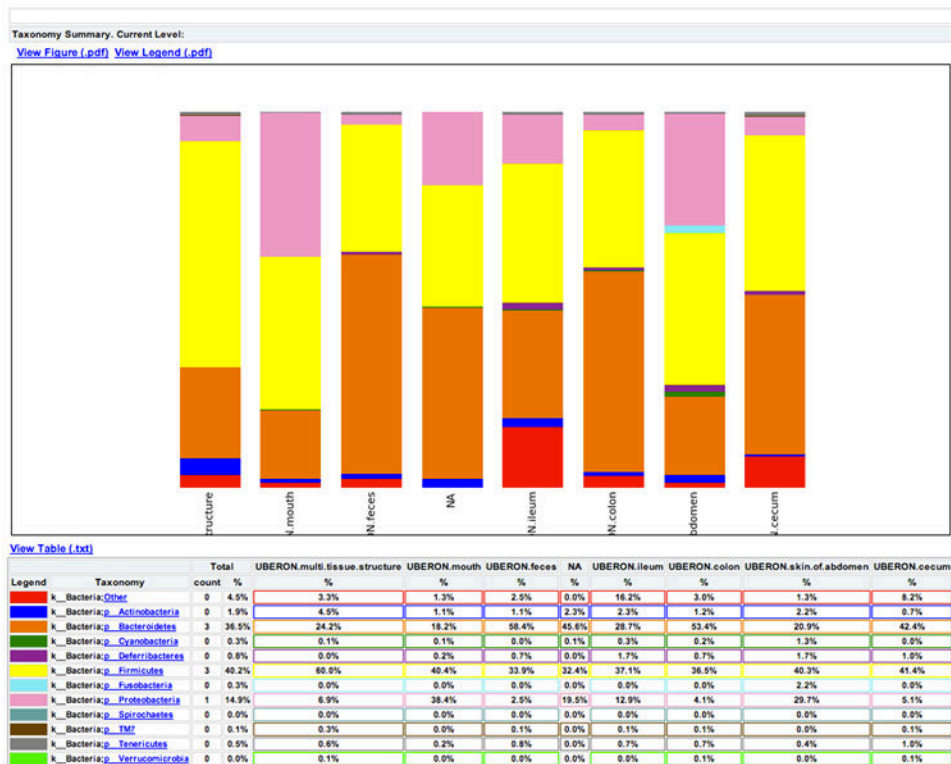 Taxonomy Summary. Current Level:
View Figure (.pdf) View Legend (.pdf)
tructure
N.mouth
ON.feces
NA
ON.ileum
N.colon
bdomen
N.cecum
View Table (.txt)
Total UBERON.multi.tissue.structure UBERON.mouth UBERON.feces NA UBERON.ileum UBERON.colon UBERON.skin.of.abdomen UBERON.cecum
Legend Taxonomy count % % % % % % % % %
k__Bacteria;Other 0 4.5% 3.3% 1.3% 2.5% 0.0% 16.2% 3.0% 1.3% 8.2%
k__Bacteria;p__Actinobacteria 0 1.9% 4.5% 1.1% 1.1% 2.3% 2.3% 1.2% 2.2% 0.7%
k__Bacteria;p__Bacteroidetes 3 36.5% 24.2% 18.2% 58.4% 45.6% 28.7% 53.4% 20.9% 42.4%
k__Bacteria;p__Cyanobacteria 0 0.3% 0.1% 0.1% 0.0% 0.1% 0.3% 0.2% 1.3% 0.0%
k__Bacteria;p__Deferribacteres 0 0.8% 0.0% 0.2% 0.7% 0.0% 1.7% 0.7% 1.7% 1.0%
k__Bacteria;p__Firmicutes 3 40.2% 60.0% 40.4% 33.9% 32.4% 37.1% 36.5% 40.3% 41.4%
k__Bacteria;p__Fusobacteria 0 0.3% 0.0% 0.0% 0.0% 0.0% 0.0% 0.0% 2.2% 0.0%
k__Bacteria;p__Proteobacteria 1 14.9% 6.9% 38.4% 2.5% 19.5% 12.9% 4.1% 29.7% 5.1%
k__Bacteria;p__Spirochaetes 0 0.0% 0.0% 0.0% 0.0% 0.0% 0.0% 0.0% 0.0% 0.0%
k__Bacteria;p__TM7 0 0.1% 0.3% 0.0% 0.1% 0.0% 0.1% 0.1% 0.0% 0.1%
k__Bacteria;p__Tenericutes 0 0.5% 0.6% 0.2% 0.8% 0.0% 0.7% 0.7% 0.4% 1.0%
k__Bacteria;p__Verrucomicrobia 0 0.0% 0.1% 0.0% 0.0% 0.0% 0.0% 0.1% 0.0% 0.1%